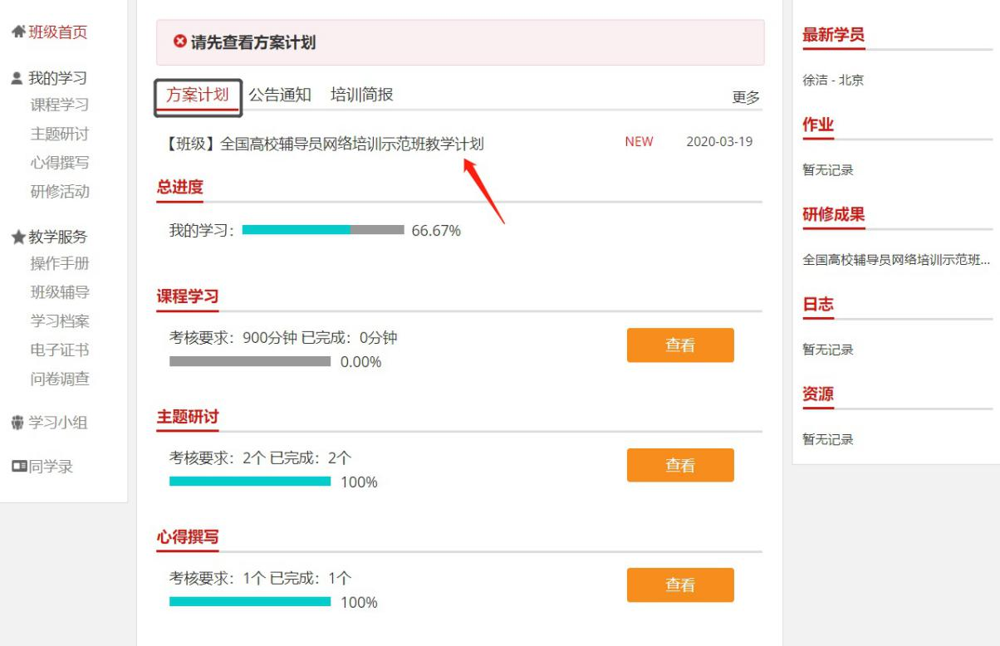 班级首页
我的学习
课程学习
主题研讨
心得撰写
研修活动
教学服务
操作手册
班级辅导
学习档案
电子证书
问卷调查
学习小组
同学录
请先查看方案计划
方案计划 公告通知 培训简报 更多
【班级】全国高校辅导员网络培训示范班教学计划 NEW 2020-03-19
总进度
我的学习： 66.67%
课程学习
考核要求：900分钟 已完成：0分钟
查看
0.00%
主题研讨
考核要求：2个 已完成：2个
查看
100%
心得撰写
考核要求：1个 已完成：1个
查看
100%
最新学员
徐洁 - 北京
作业
暂无记录
研修成果
全国高校辅导员网络培训示范班...
日志
暂无记录
资源
暂无记录